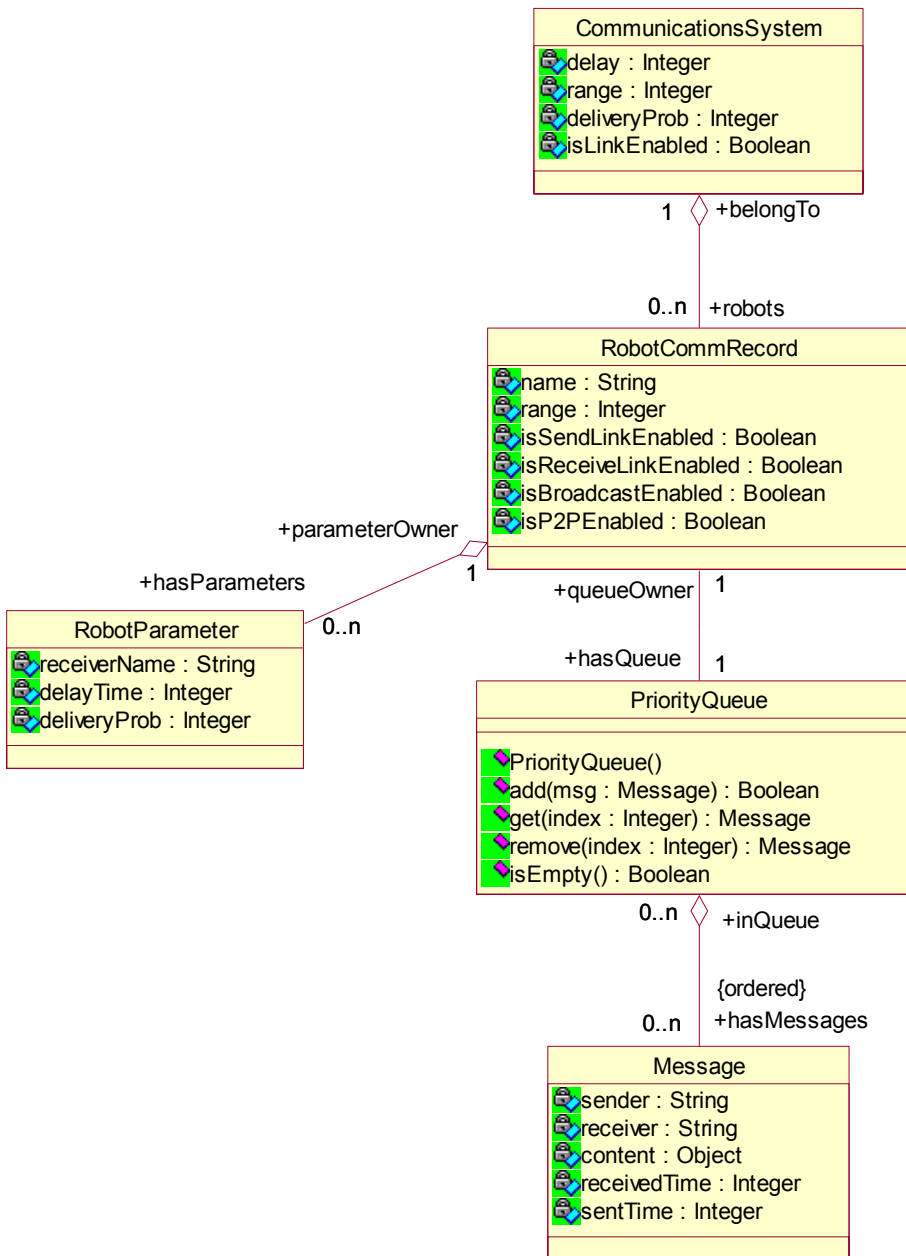 CommunicationsSystem
delay : Integer
range : Integer
deliveryProb : Integer
isLinkEnabled : Boolean
1 +belongTo
0..n +robots
RobotCommRecord
name : String
range : Integer
isSendLinkEnabled : Boolean
isReceiveLinkEnabled : Boolean
isBroadcastEnabled : Boolean
isP2PEnabled : Boolean
+parameterOwner
1
+hasParameters
0..n
RobotParameter
receiverName : String
delayTime : Integer
deliveryProb : Integer
+queueOwner 1
+hasQueue 1
PriorityQueue
PriorityQueue()
add(msg : Message) : Boolean
get(index : Integer) : Message
remove(index : Integer) : Message
isEmpty() : Boolean
0..n +inQueue
{ordered}
0..n +hasMessages
Message
sender : String
receiver : String
content : Object
receivedTime : Integer
sentTime : Integer